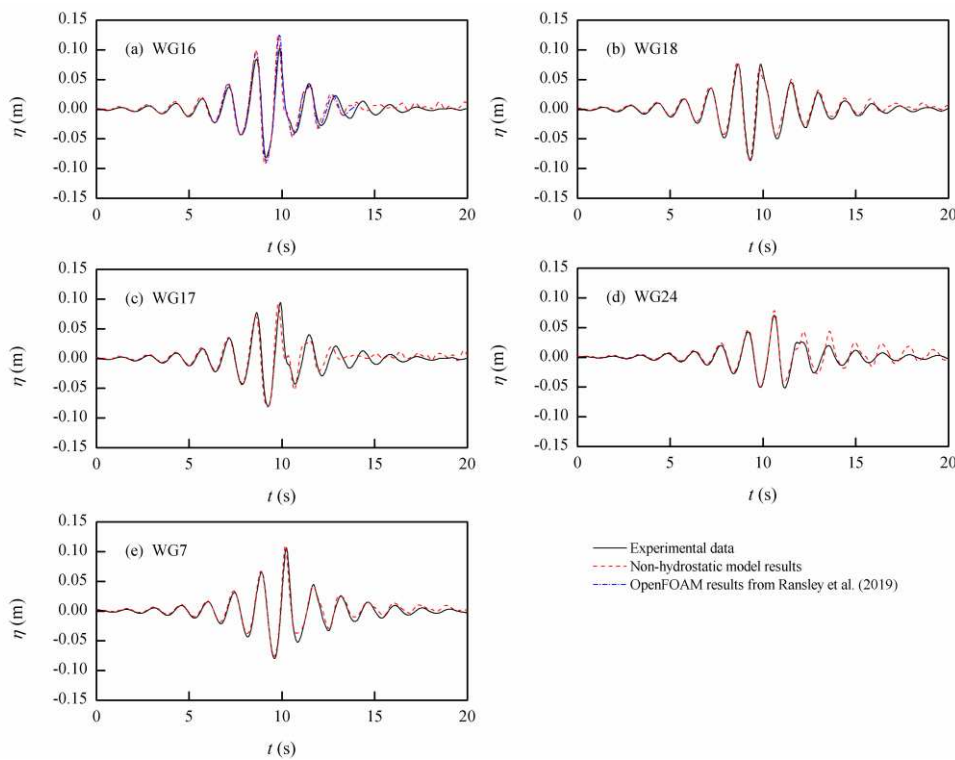 0.15
0.10
0.05
0.00
-0.05
-0.10
-0.15
η (m)
(a) WG16
0 5 10 15 20
t (s)
0.15
0.10
0.05
0.00
-0.05
-0.10
-0.15
η (m)
(b) WG18
0 5 10 15 20
t (s)
0.15
0.10
0.05
0.00
-0.05
-0.10
-0.15
η (m)
(c) WG17
0 5 10 15 20
t (s)
0.15
0.10
0.05
0.00
-0.05
-0.10
-0.15
η (m)
(d) WG24
0 5 10 15 20
t (s)
0.15
0.10
0.05
0.00
-0.05
-0.10
-0.15
η (m)
(e) WG7
0 5 10 15 20
t (s)
Experimental data
Non-hydrostatic model results
OpenFOAM results from Ransley et al. (2019)